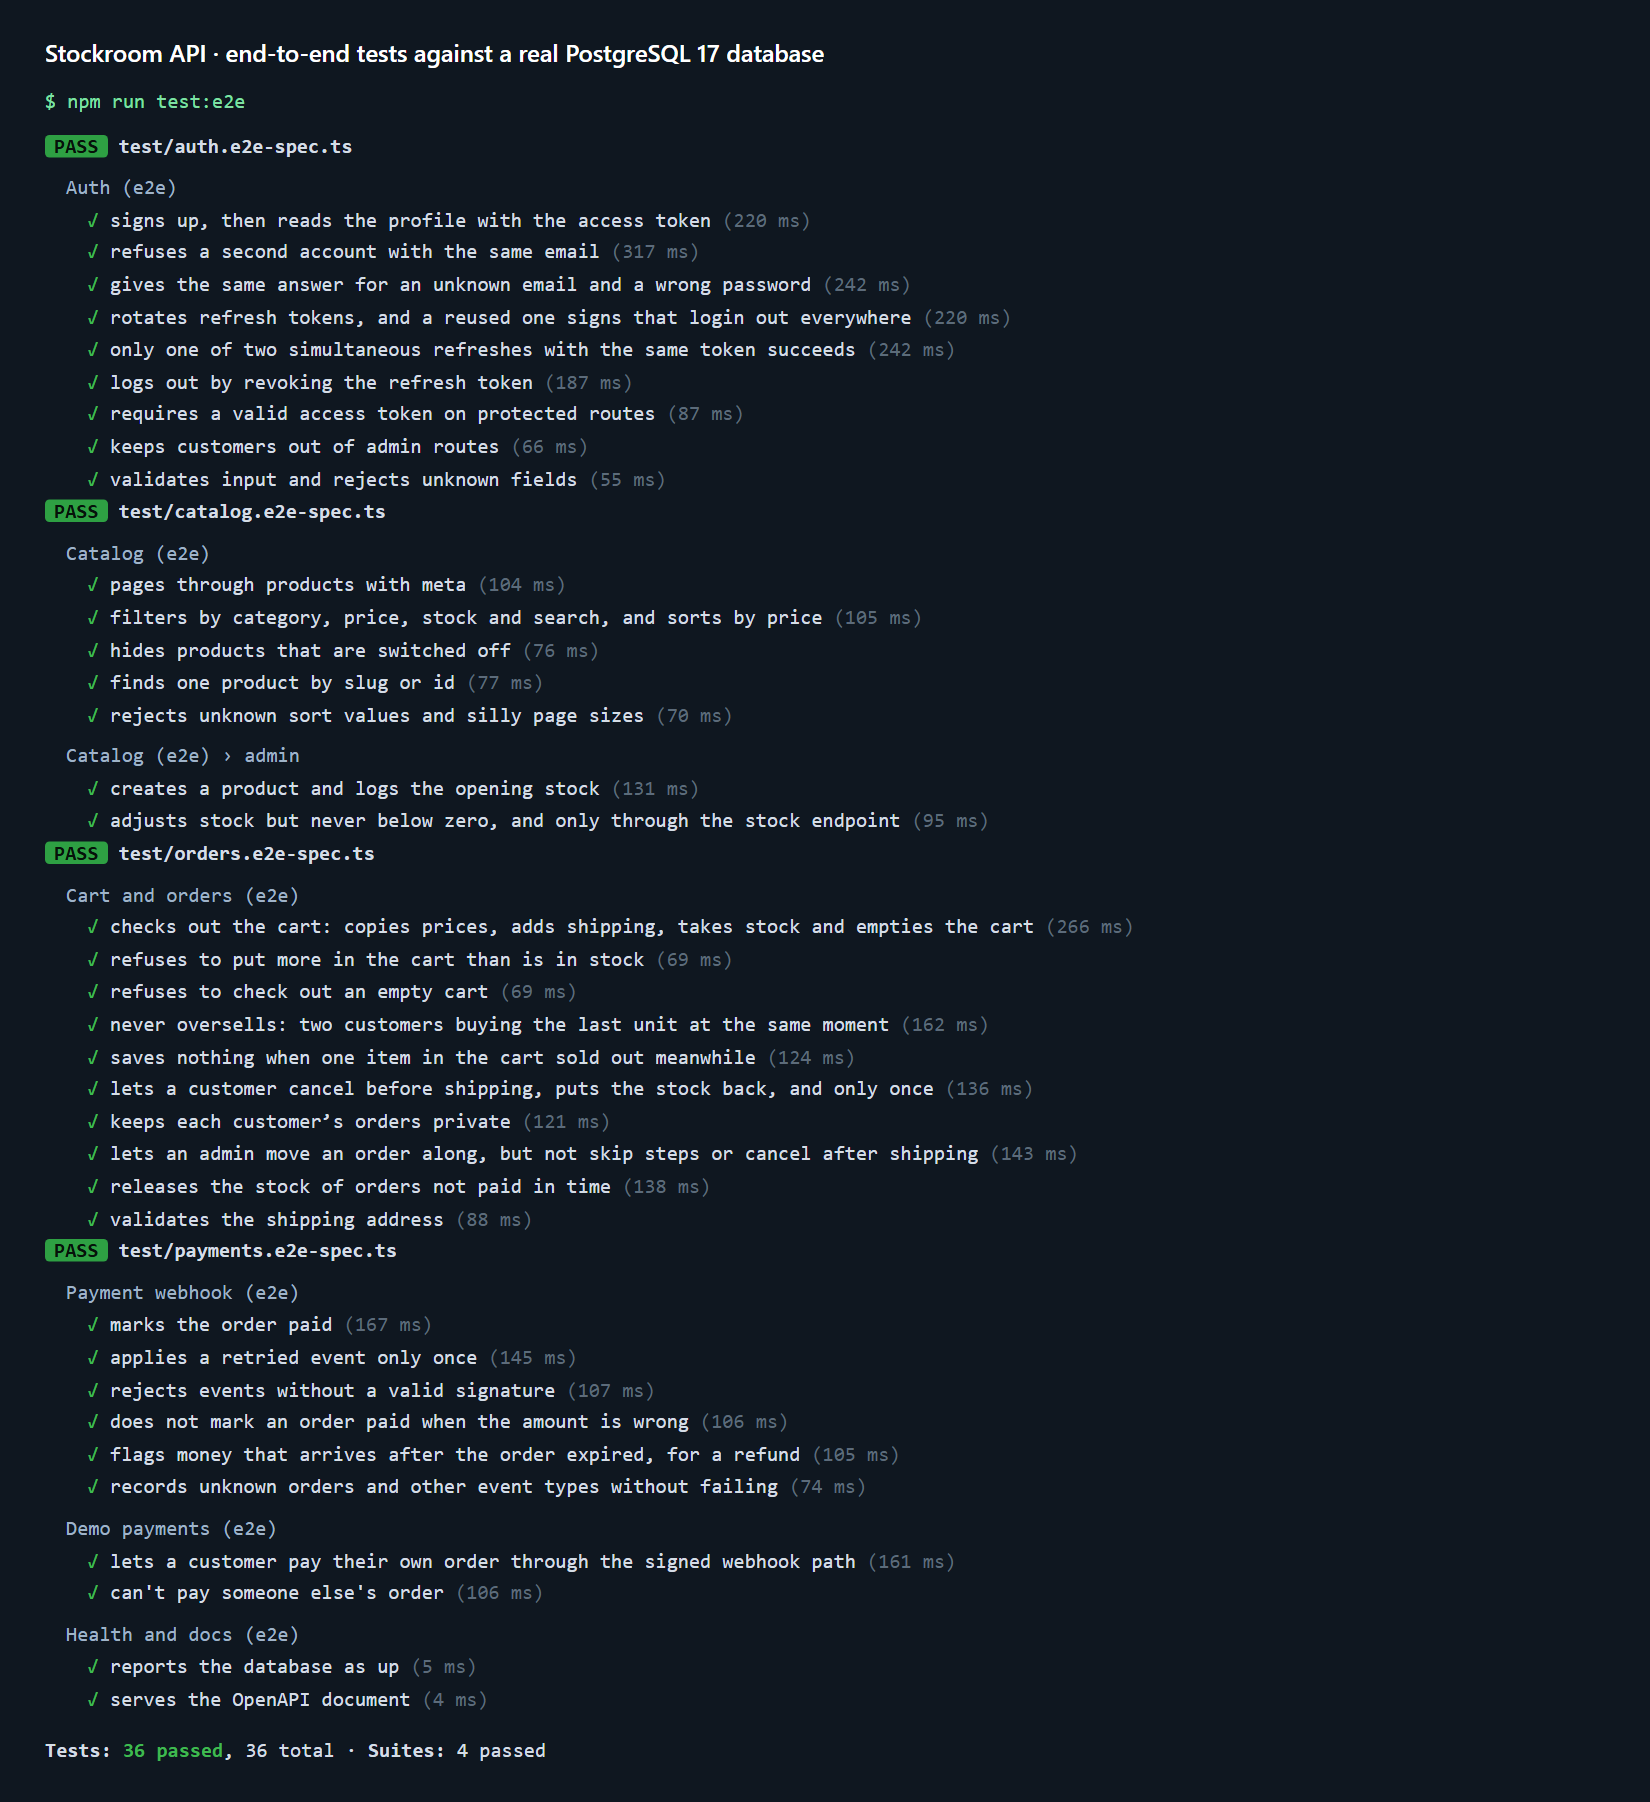 Stockroom API · end-to-end tests against a real PostgreSQL 17 database
$ npm run test:e2e
PASS test/auth.e2e-spec.ts
Auth (e2e)
✓ signs up, then reads the profile with the access token (220 ms)
✓ refuses a second account with the same email (317 ms)
✓ gives the same answer for an unknown email and a wrong password (242 ms)
✓ rotates refresh tokens, and a reused one signs that login out everywhere (220 ms)
✓ only one of two simultaneous refreshes with the same token succeeds (242 ms)
✓ logs out by revoking the refresh token (187 ms)
✓ requires a valid access token on protected routes (87 ms)
✓ keeps customers out of admin routes (66 ms)
✓ validates input and rejects unknown fields (55 ms)
PASS test/catalog.e2e-spec.ts
Catalog (e2e)
✓ pages through products with meta (104 ms)
✓ filters by category, price, stock and search, and sorts by price (105 ms)
✓ hides products that are switched off (76 ms)
✓ finds one product by slug or id (77 ms)
✓ rejects unknown sort values and silly page sizes (70 ms)
Catalog (e2e) › admin
✓ creates a product and logs the opening stock (131 ms)
✓ adjusts stock but never below zero, and only through the stock endpoint (95 ms)
PASS test/orders.e2e-spec.ts
Cart and orders (e2e)
✓ checks out the cart: copies prices, adds shipping, takes stock and empties the cart (266 ms)
✓ refuses to put more in the cart than is in stock (69 ms)
✓ refuses to check out an empty cart (69 ms)
✓ never oversells: two customers buying the last unit at the same moment (162 ms)
✓ saves nothing when one item in the cart sold out meanwhile (124 ms)
✓ lets a customer cancel before shipping, puts the stock back, and only once (136 ms)
✓ keeps each customer’s orders private (121 ms)
✓ lets an admin move an order along, but not skip steps or cancel after shipping (143 ms)
✓ releases the stock of orders not paid in time (138 ms)
✓ validates the shipping address (88 ms)
PASS test/payments.e2e-spec.ts
Payment webhook (e2e)
✓ marks the order paid (167 ms)
✓ applies a retried event only once (145 ms)
✓ rejects events without a valid signature (107 ms)
✓ does not mark an order paid when the amount is wrong (106 ms)
✓ flags money that arrives after the order expired, for a refund (105 ms)
✓ records unknown orders and other event types without failing (74 ms)
Demo payments (e2e)
✓ lets a customer pay their own order through the signed webhook path (161 ms)
✓ can't pay someone else's order (106 ms)
Health and docs (e2e)
✓ reports the database as up (5 ms)
✓ serves the OpenAPI document (4 ms)
Tests: 36 passed, 36 total · Suites: 4 passed